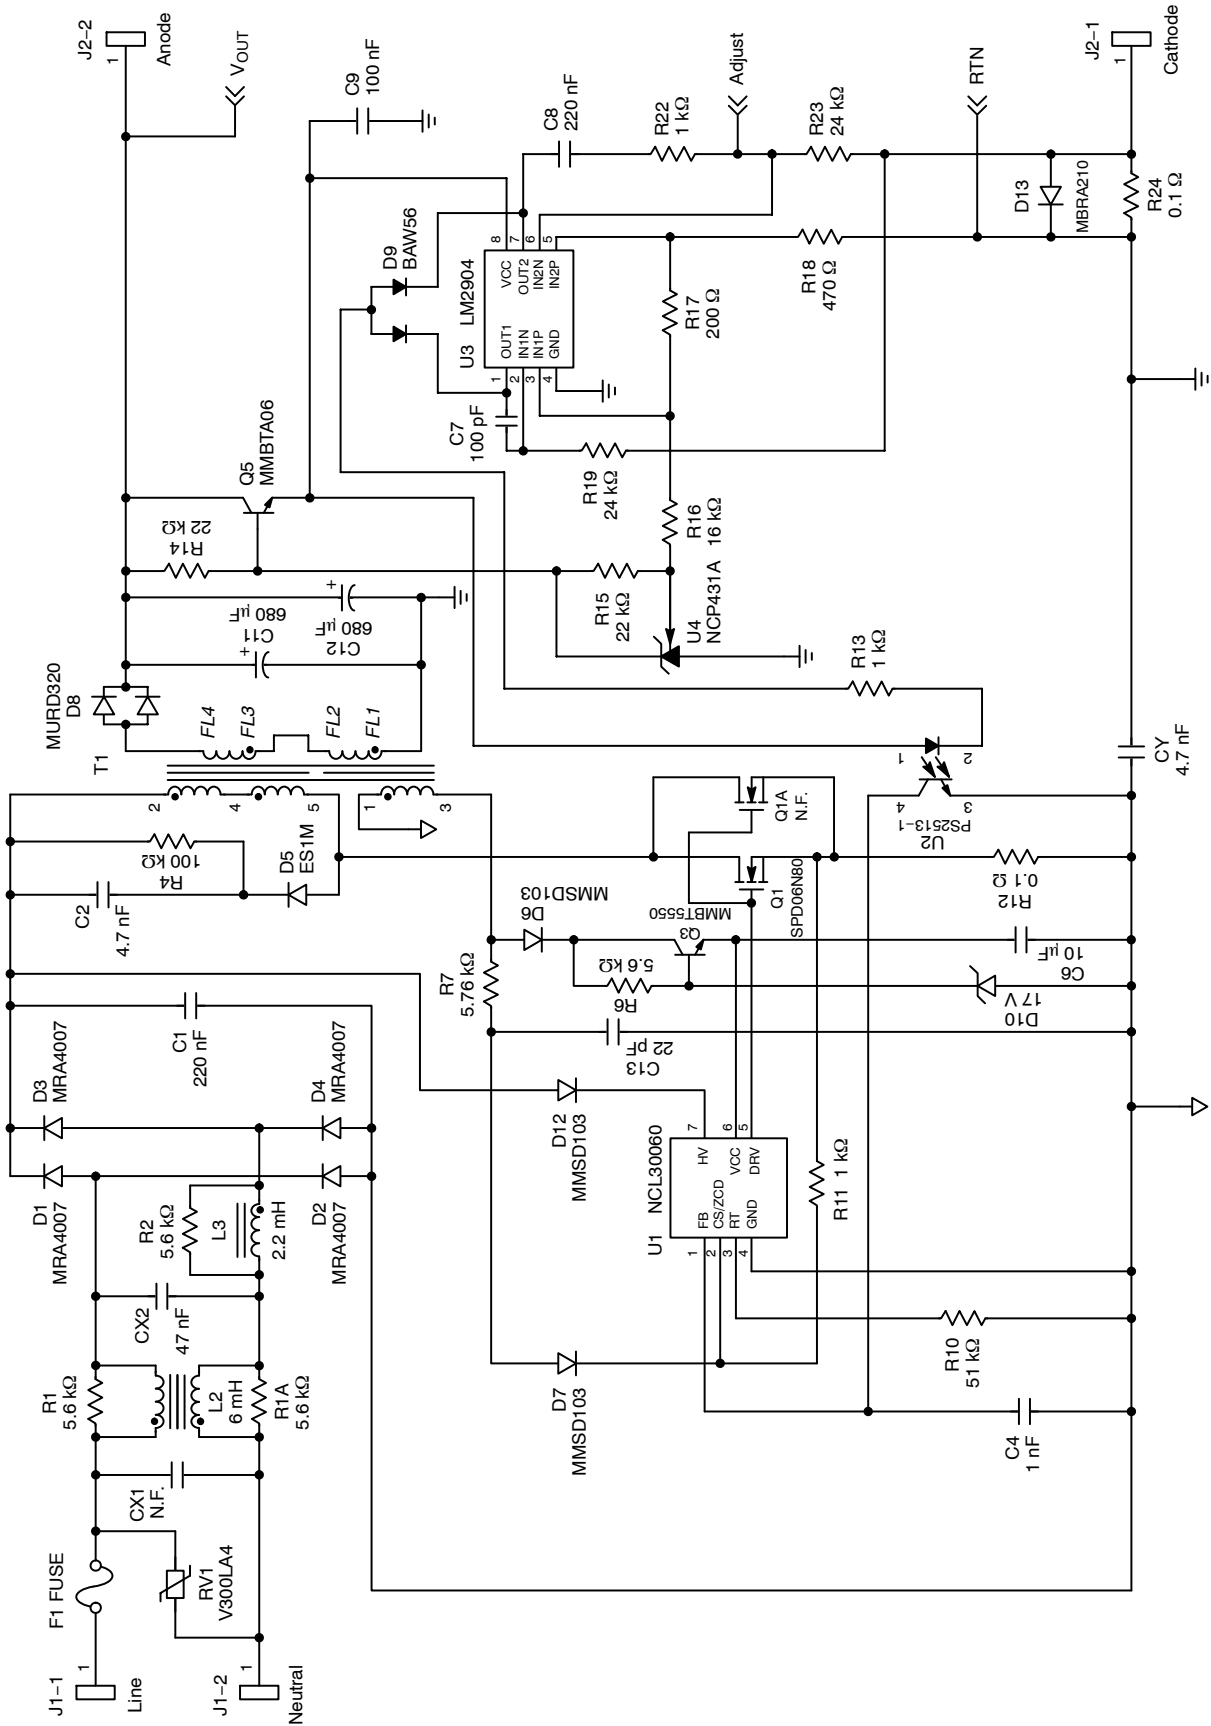 J1−1
1
Line
J1−2
1
Neutral
F1 FUSE
RV1
V300LA4
CX1
N.F.
R1
5.6 kΩ
L2
6 mH
R1A
5.6 kΩ
CX2
47 nF
R2
5.6 kΩ
L3
2.2 mH
D1
MRA4007
D2
MRA4007
D3
MRA4007
D4
MRA4007
C1
220 nF
C2
4.7 nF
R4
100 kΩ
D5
ES1M
T1
2
4
5
1
3
FL4
FL3
FL2
FL1
MURD320
D8
C11
680 µF
+
C12
680 µF
+
R14
22 kΩ
Q5
MMBTA06
J2−2
1
Anode
VOUT
C9
100 nF
D9
BAW56
U3
LM2904
OUT1
IN1N
IN1P
GND
VCC
OUT2
IN2N
IN2P
1
2
3
4
8
7
6
5
C7
100 pF
C8
220 nF
R22
1 kΩ
Adjust
R23
24 kΩ
RTN
J2−1
1
Cathode
D13
MBRA210
R24
0.1 Ω
R18
470 Ω
R17
200 Ω
R19
24 kΩ
R16
16 kΩ
R15
22 kΩ
U4
NCP431A
R13
1 kΩ
1
2
4
3
PS2513-1
U2
CY
4.7 nF
Q1A
N.F.
Q1
SPD06N80
R12
0.1 Ω
D6
MMSD103
Q3
MMBT5550
R6
5.6 kΩ
R7
5.76 kΩ
C6
10 µF
D10
17 V
C13
22 pF
D12
MMSD103
U1
NCL30060
FB
CS/ZCD
RT
GND
HV
VCC
DRV
1
2
3
4
7
6
5
R11 1 kΩ
D7
MMSD103
R10
51 kΩ
C4
1 nF